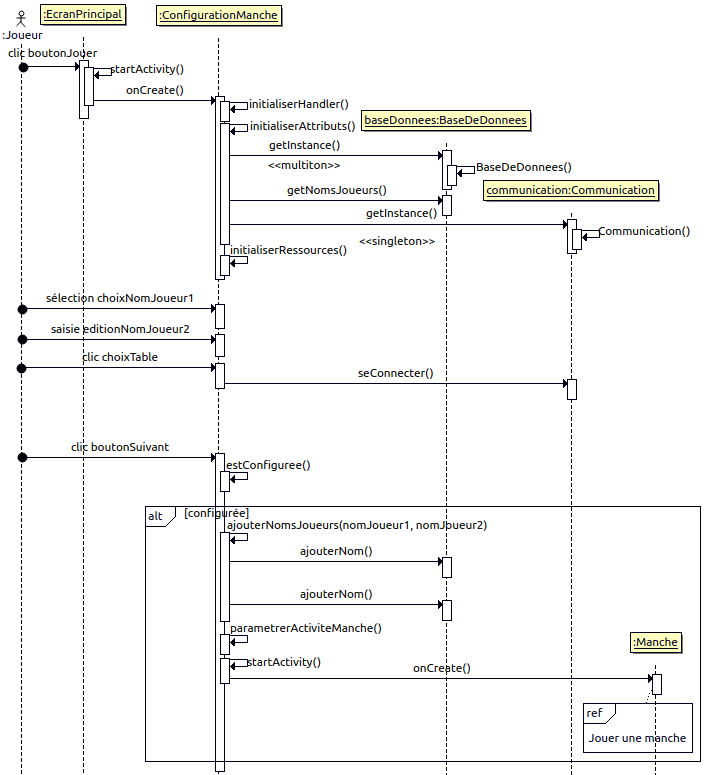 :EcranPrincipal
:ConfigurationManche
:Joueur
clic boutonJouer
startActivity()
onCreate()
initialiserHandler()
baseDonnees:BaseDeDonnees
initialiserAttributs()
getInstance()
<<multiton>>
BaseDeDonnees()
communication:Communication
getNomsJoueurs()
getInstance()
Communication()
<<singleton>>
initialiserRessources()
sélection choixNomJoueur1
saisie editionNomJoueur2
clic choixTable
seConnecter()
clic boutonSuivant
estConfiguree()
alt
[configurée]
ajouterNomsJoueurs(nomJoueur1, nomJoueur2)
ajouterNom()
ajouterNom()
parametrerActiviteManche()
:Manche
startActivity()
onCreate()
ref
Jouer une manche